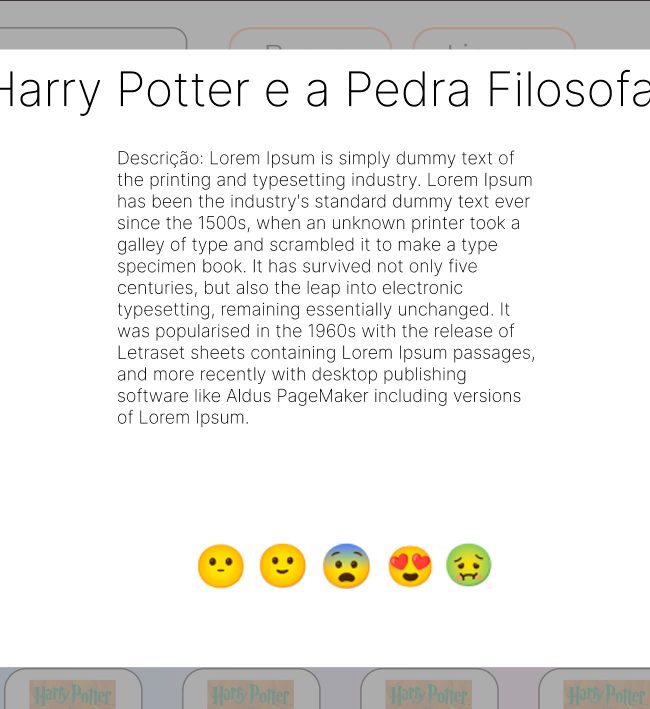 Harry Potter e a Pedra Filosofa
Descrição: Lorem Ipsum is simply dummy text of
the printing and typesetting industry. Lorem Ipsum
has been the industry's standard dummy text ever
since the 1500s, when an unknown printer took a
galley of type and scrambled it to make a type
specimen book. It has survived not only five
centuries, but also the leap into electronic
typesetting, remaining essentially unchanged. It
was popularised in the 1960s with the release of
Letraset sheets containing Lorem Ipsum passages,
and more recently with desktop publishing
software like Aldus PageMaker including versions
of Lorem Ipsum.
Harry Potter Harry Potter Harry Potter Harry Potter